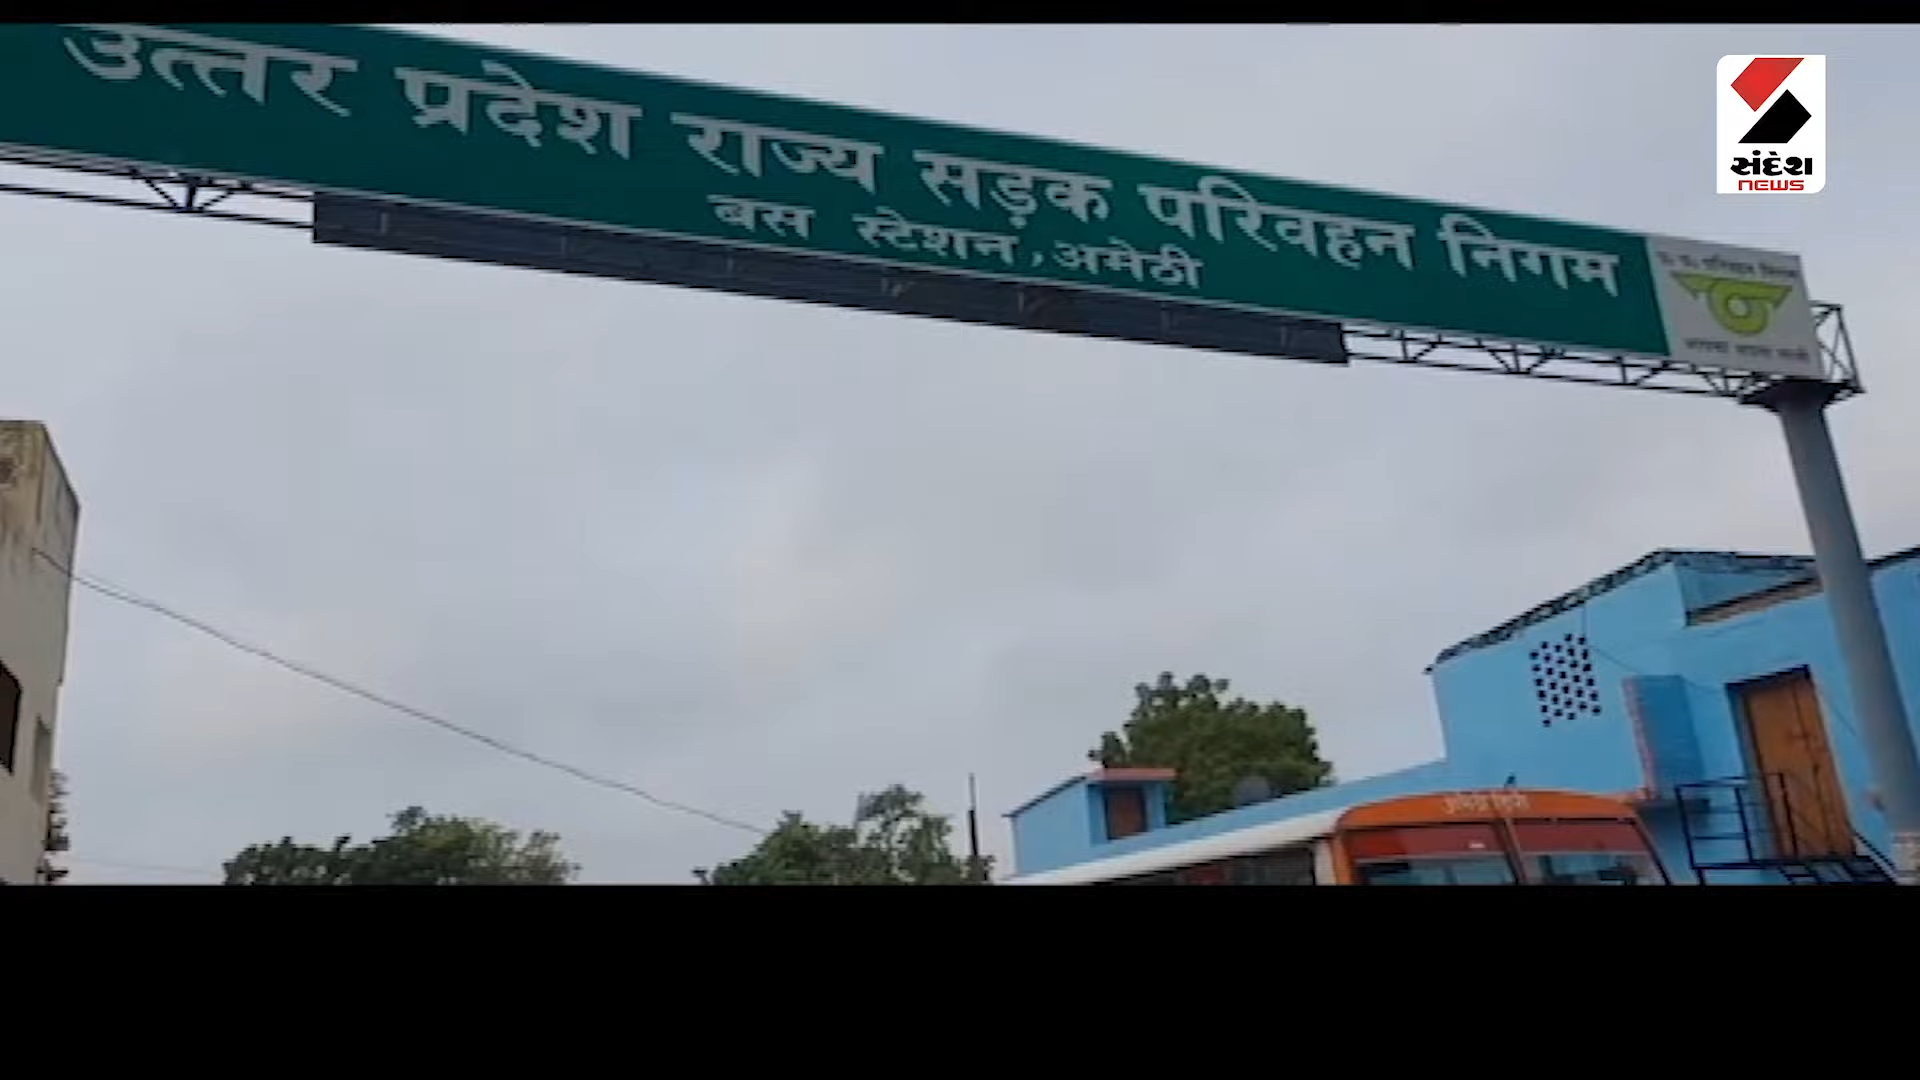 उत्तर प्रदेश राज्य सड़क परिवहन निगम
बस स्टेशन, अमेठी
સંદેશ
NEWS